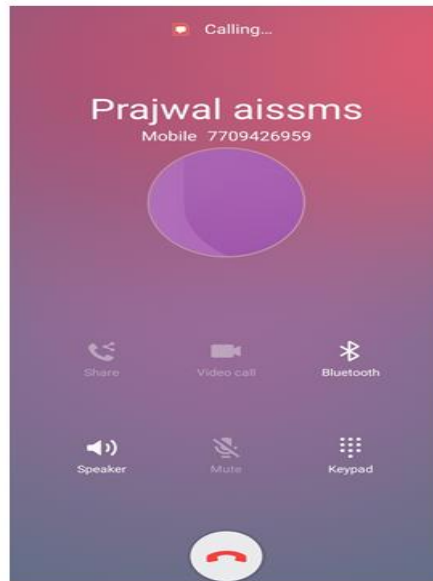 Calling...
Prajwal aissms
Mobile 7709426959
Share Video call Bluetooth
Speaker Mute Keypad